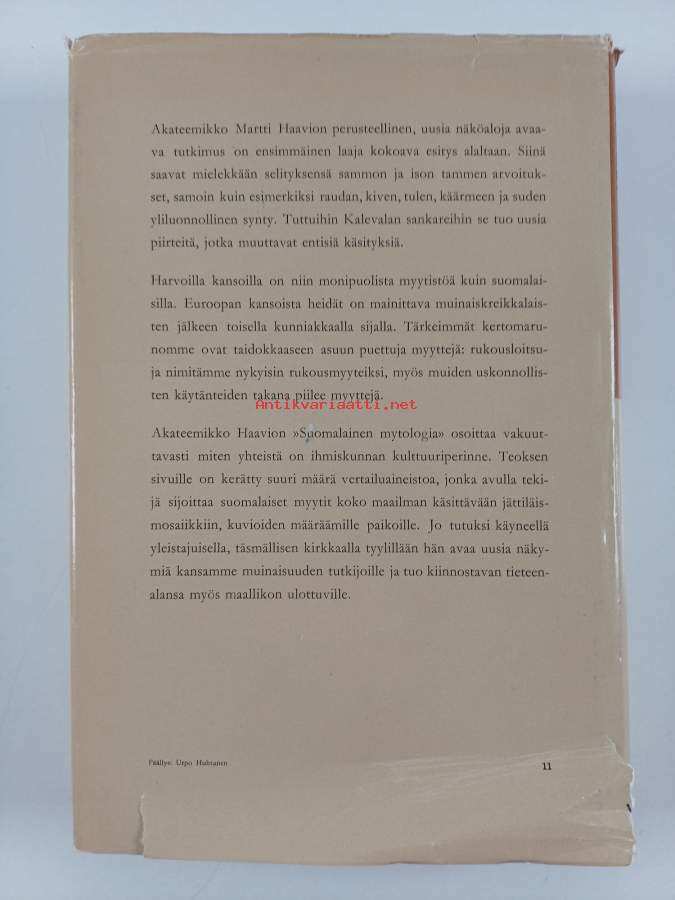 Akateemikko Martti Haavion perusteellinen, uusia näköaloja avaa-
va tutkimus on ensimmäinen laaja kokoava esitys alaltaan. Siinä
saavat mielekkään selityksensä sammon ja ison tammen arvoituk-
set, samoin kuin esimerkiksi raudan, kiven, tulen, käärmeen ja suden
yliluonnollinen synty. Tuttuihin Kalevalan sankareihin se tuo uusia
piirteitä, jotka muuttavat entisiä käsityksiä.
Harvoilla kansoilla on niin monipuolista myytistöä kuin suomalai-
silla. Euroopan kansoista heidät on mainittava muinaiskreikkalais-
ten jälkeen toisella kunniakkaalla sijalla. Tärkeimmät kertomaru-
nomme ovat taidokkaaseen asuun puettuja myyttejä: rukousloitsu-
ja nimitämme nykyisin rukousmyyteiksi, myös muiden uskonnollis-
ten käytänteiden takana piilee myyttejä.
Antikvariaatti.net
Akateemikko Haavion »Suomalainen mytologia» osoittaa vakuut-
tavasti miten yhteistä on ihmiskunnan kulttuuriperinne. Teoksen
sivuille on kerätty suuri määrä vertailuaineistoa, jonka avulla teki-
jä sijoittaa suomalaiset myytit koko maailman käsittävään jättiläis-
mosaiikkiin, kuvioiden määräämille paikoille. Jo tutuksi käyneellä
yleistajuisella, täsmällisen kirkkaalla tyylillään hän avaa uusia näky-
miä kansamme muinaisuuden tutkijoille ja tuo kiinnostavan tieteen-
alansa myös maallikon ulottuville.
Päällys: Urpo Huhtanen
11